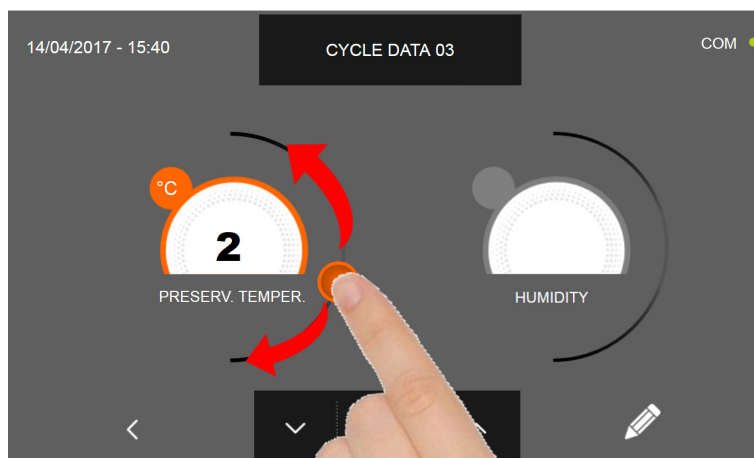 14/04/2017 - 15:40
CYCLE DATA 03
COM
°C
2
PRESERV. TEMPER.
HUMIDITY